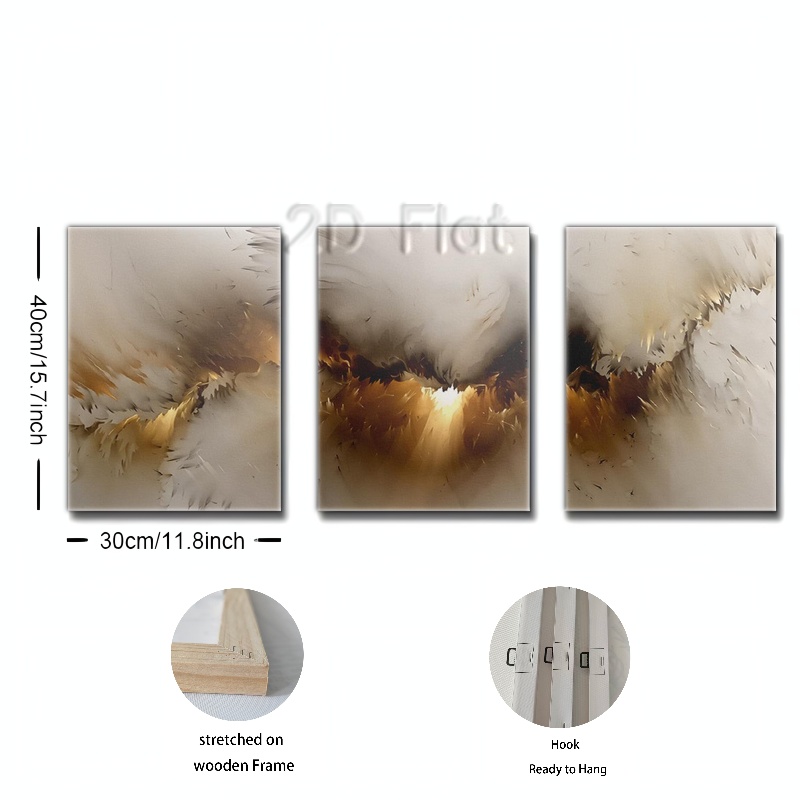 2D Flat
40cm/15.7inch
30cm/11.8inch
stretched on
wooden Frame
Hook
Ready to Hang